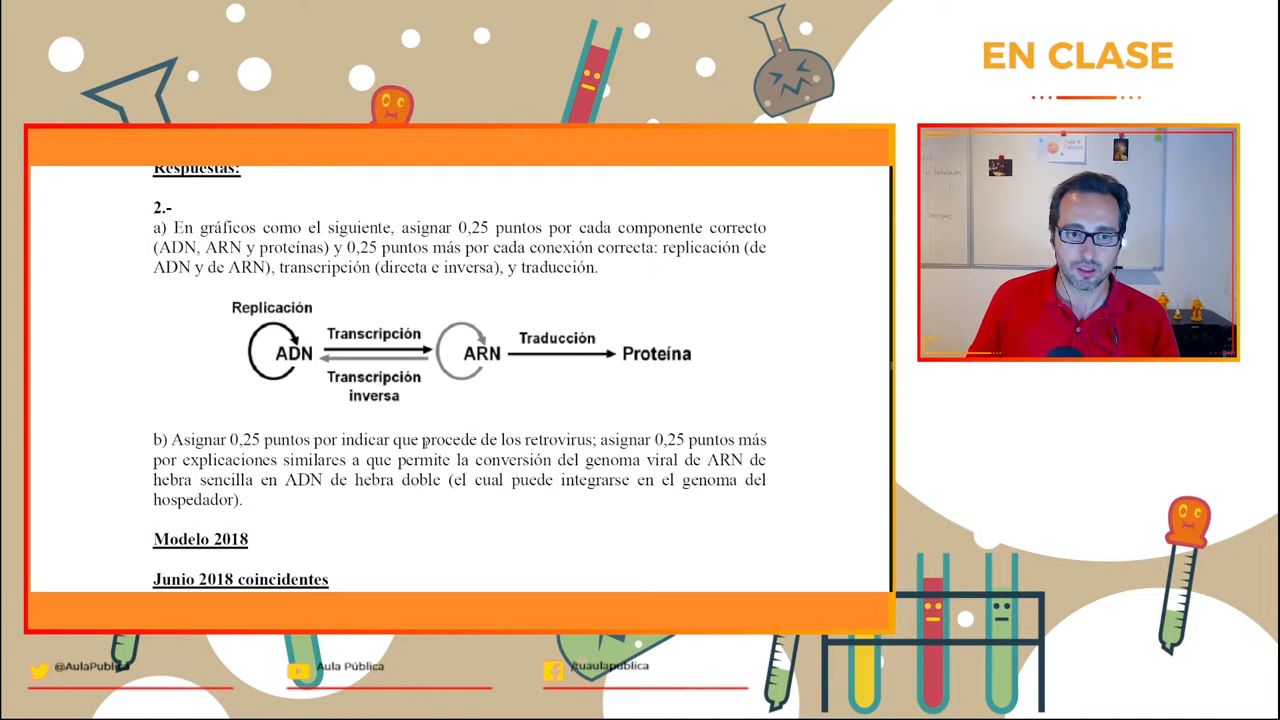 EN CLASE
Respuestas:
2.-
a) En gráficos como el siguiente, asignar 0,25 puntos por cada componente correcto
(ADN, ARN y proteínas) y 0,25 puntos más por cada conexión correcta: replicación (de
ADN y de ARN), transcripción (directa e inversa), y traducción.
Replicación
Transcripción
Traducción
ADN
ARN
Proteína
Transcripción
inversa
b) Asignar 0,25 puntos por indicar que procede de los retrovirus; asignar 0,25 puntos más
por explicaciones similares a que permite la conversión del genoma viral de ARN de
hebra sencilla en ADN de hebra doble (el cual puede integrarse en el genoma del
hospedador).
Modelo 2018
Junio 2018 coincidentes
@AulaPublica
Aula Pública
/tuaulapublica